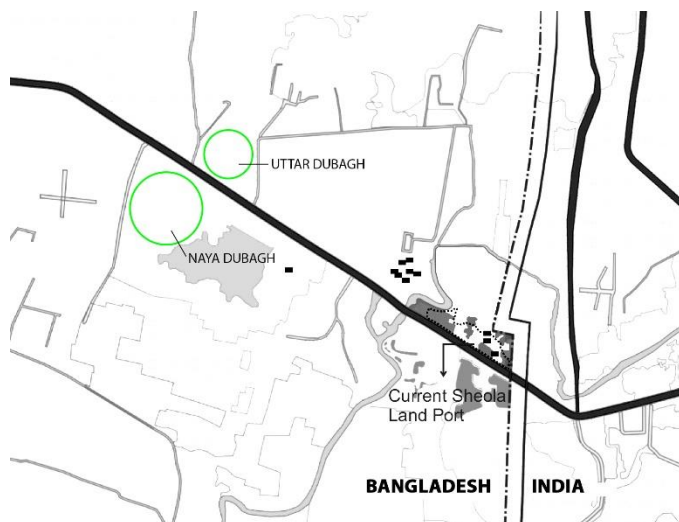 UTTAR DUBAGH
NAYA DUBAGH
Current Sheola
Land Port
BANGLADESH
INDIA